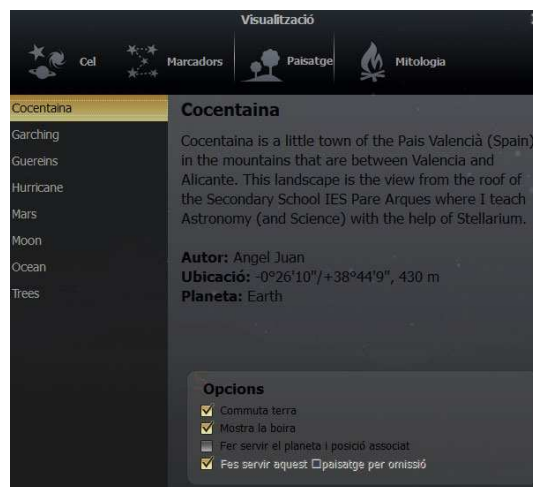 Visualització
Cel
Marcadors
Paisatge
Mitologia
Cocentaina
Garching
Guereins
Hurricane
Mars
Moon
Ocean
Trees
Cocentaina
Cocentaina is a little town of the Pais Valencià (Spain)
in the mountains that are between Valencia and
Alicante. This landscape is the view from the roof of
the Secondary School IES Pare Arques where I teach
Astronomy (and Science) with the help of Stellarium.
Autor: Angel Juan
Ubicació: -0°26'10"/+38°44'9", 430 m
Planeta: Earth
Opcions
Commuta terra
Mostra la boira
Fer servir el planeta i posició associat
Fes servir aquest □paisatge per omissió